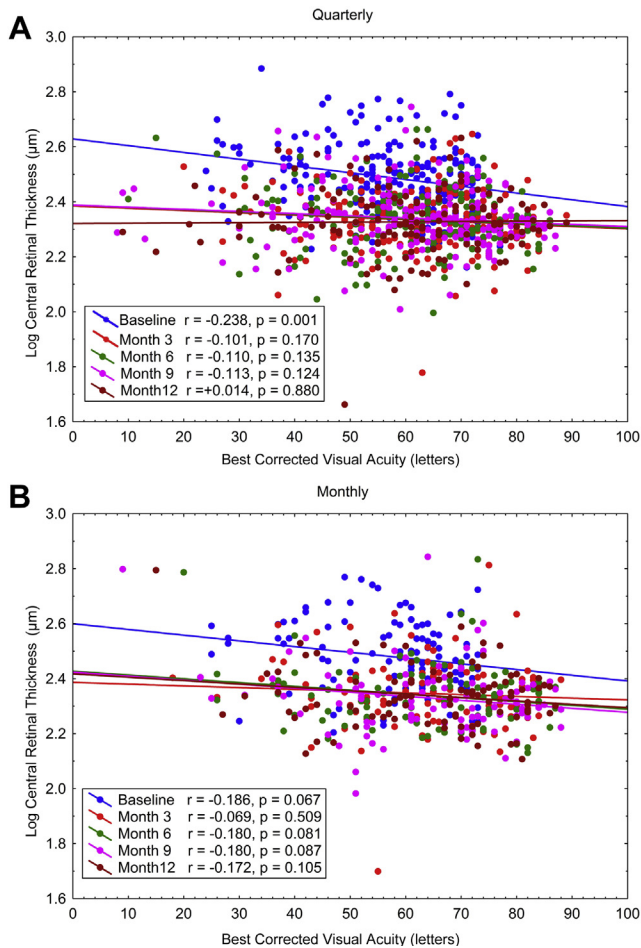 A
Quarterly
3.0
2.8
2.6
2.4
2.2
2.0
1.8
1.6
Log Central Retinal Thickness (µm)
Baseline r = -0.238, p = 0.001
Month 3 r = -0.101, p = 0.170
Month 6 r = -0.110, p = 0.135
Month 9 r = -0.113, p = 0.124
Month12 r =+0.014, p = 0.880
0 10 20 30 40 50 60 70 80 90 100
Best Corrected Visual Acuity (letters)
B
Monthly
3.0
2.8
2.6
2.4
2.2
2.0
1.8
1.6
Log Central Retinal Thickness (µm)
Baseline r = -0.186, p = 0.067
Month 3 r = -0.069, p = 0.509
Month 6 r = -0.180, p = 0.081
Month 9 r = -0.180, p = 0.087
Month12 r = -0.172, p = 0.105
0 10 20 30 40 50 60 70 80 90 100
Best Corrected Visual Acuity (letters)